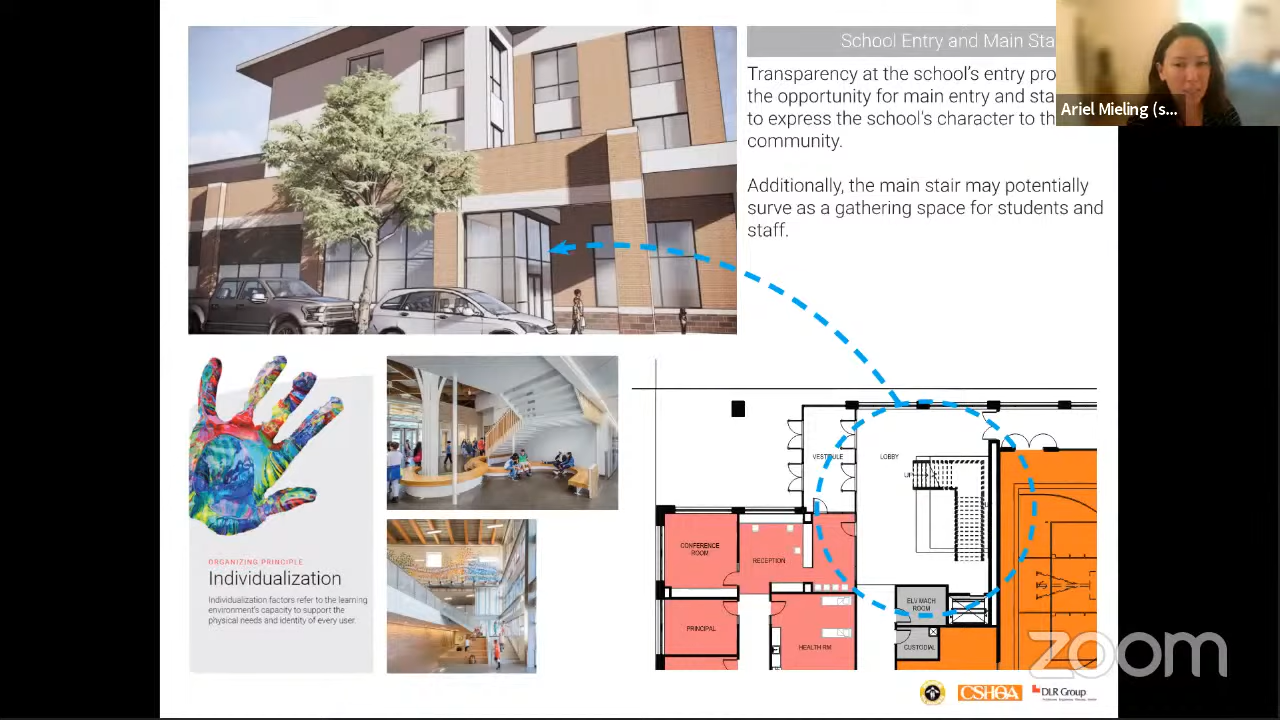 School Entry and Main Sta
Transparency at the school's entry pro
the opportunity for main entry and sta
to express the school's character to th
community.
Additionally, the main stair may potentially
surve as a gathering space for students and
staff.
Ariel Mieling (s...
ORGANIZING PRINCIPLE
Individualization
Individualization factors refer to the learning
environment's capacity to support the
physical needs and identity of every user.
VESTIBULE
LOBBY
CONFERENCE
ROOM
RECEPTION
PRINCIPAL
HEALTH RM
ELV MACH
ROOM
CUSTODIAL
zoom
CSHQA
DLR Group